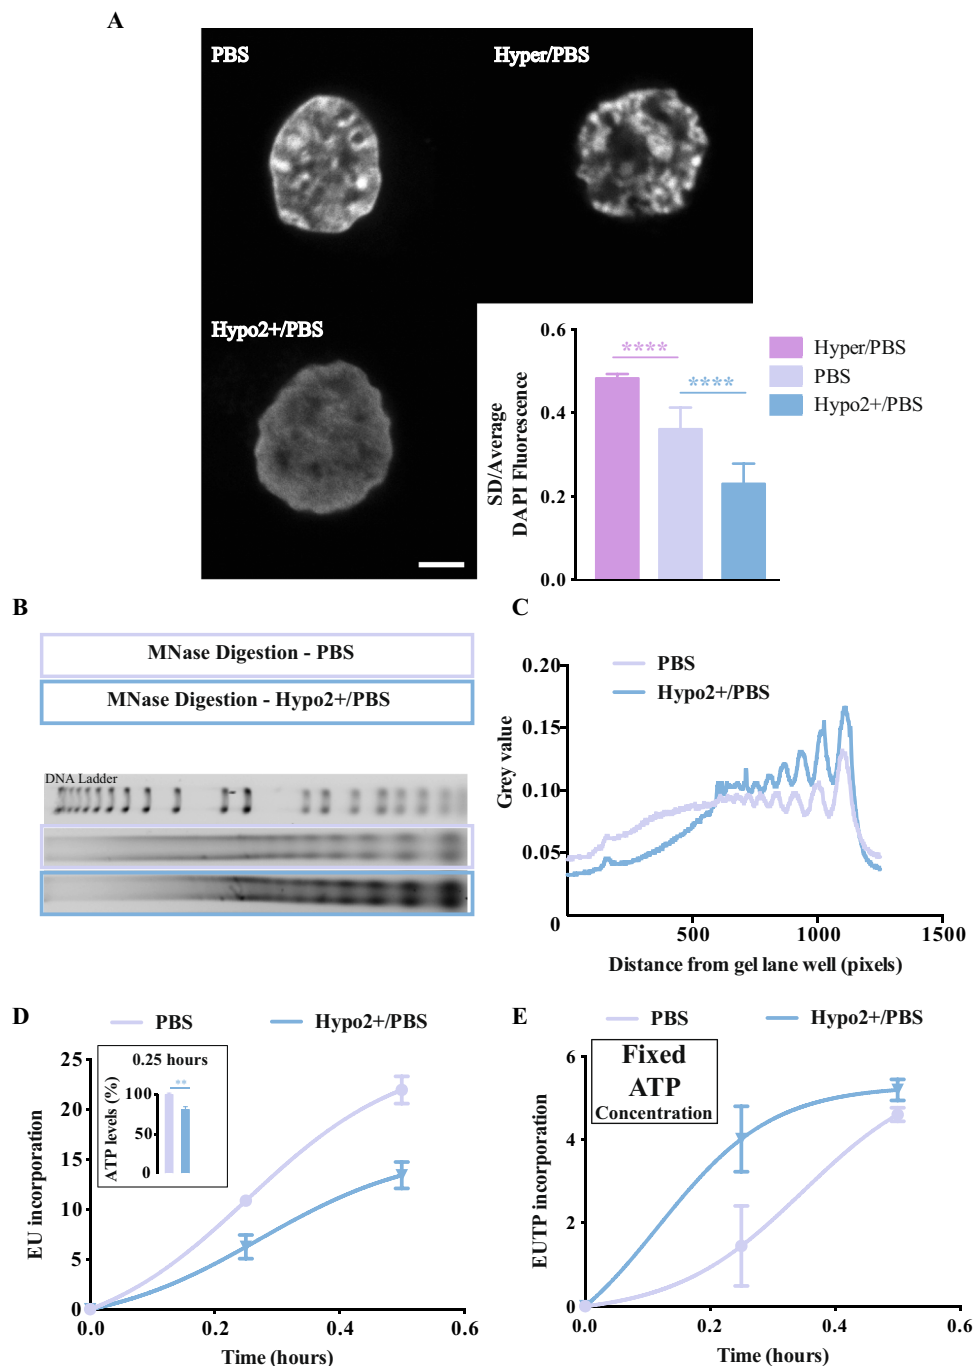 A
PBS
Hyper/PBS
Hypo2+/PBS
0.6
0.4
0.2
0.0
SD/Average
DAPI Fluorescence
****
****
Hyper/PBS
PBS
Hypo2+/PBS
B
MNase Digestion - PBS
MNase Digestion - Hypo2+/PBS
DNA Ladder
C
PBS
Hypo2+/PBS
0.20
0.15
0.10
0.05
0
Grey value
500
1000
1500
Distance from gel lane well (pixels)
D
PBS
Hypo2+/PBS
25
20
15
10
5
0
EU incorporation
0.25 hours
**
100
50
0
ATP levels (%)
0.0
0.2
0.4
0.6
Time (hours)
E
PBS
Hypo2+/PBS
Fixed
ATP
Concentration
6
4
2
0
EUTP incorporation
0.0
0.2
0.4
0.6
Time (hours)